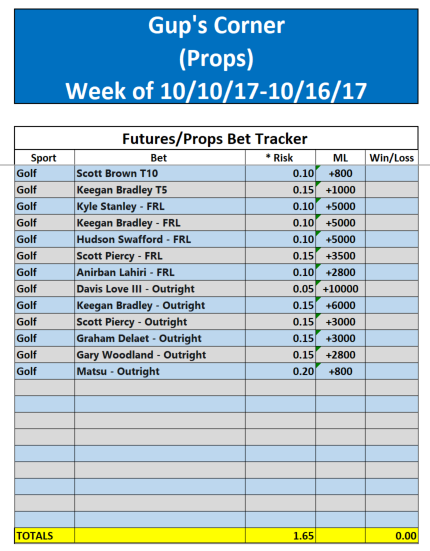 Gup's Corner
(Props)
Week of 10/10/17-10/16/17
Futures/Props Bet Tracker
Sport Bet * Risk ML Win/Loss
Golf Scott Brown T10 0.10 +800
Golf Keegan Bradley T5 0.15 +1000
Golf Kyle Stanley - FRL 0.10 +5000
Golf Keegan Bradley - FRL 0.10 +5000
Golf Hudson Swafford - FRL 0.10 +5000
Golf Scott Piercy - FRL 0.15 +3500
Golf Anirban Lahiri - FRL 0.10 +2800
Golf Davis Love III - Outright 0.05 +10000
Golf Keegan Bradley - Outright 0.15 +6000
Golf Scott Piercy - Outright 0.15 +3000
Golf Graham Delaet - Outright 0.15 +3000
Golf Gary Woodland - Outright 0.15 +2800
Golf Matsu - Outright 0.20 +800
TOTALS 1.65 0.00